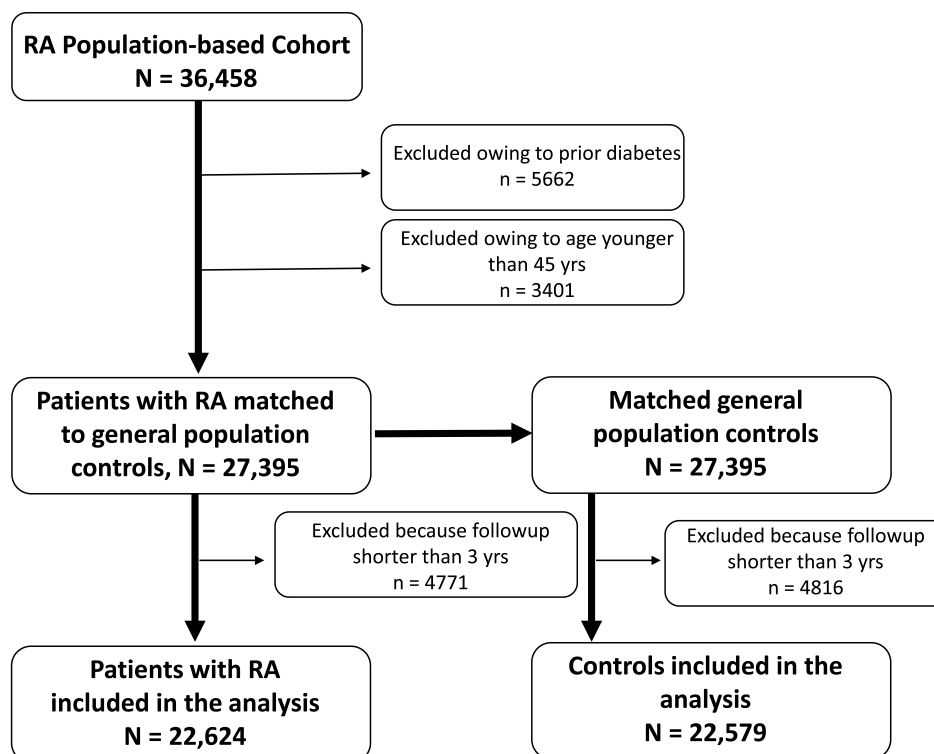 RA Population-based Cohort
N = 36,458
Excluded owing to prior diabetes
n = 5662
Excluded owing to age younger
than 45 yrs
n = 3401
Patients with RA matched
to general population
controls, N = 27,395
Matched general
population controls
N = 27,395
Excluded because followup
shorter than 3 yrs
n = 4771
Excluded because followup
shorter than 3 yrs
n = 4816
Patients with RA
included in the analysis
N = 22,624
Controls included in the
analysis
N = 22,579